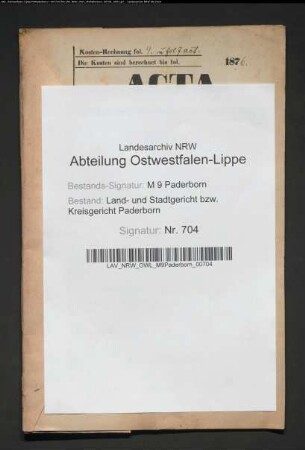 Kosten-Rechnung fol.
Die Kosten sind berechnet bis fol. 1876.
ACTA
Landesarchiv NRW
Abteilung Ostwestfalen-Lippe
Bestands-Signatur: M 9 Paderborn
Bestand: Land- und Stadtgericht bzw.
Kreisgericht Paderborn
Signatur: Nr. 704
LAV_NRW_OWL_M9Paderborn_00704